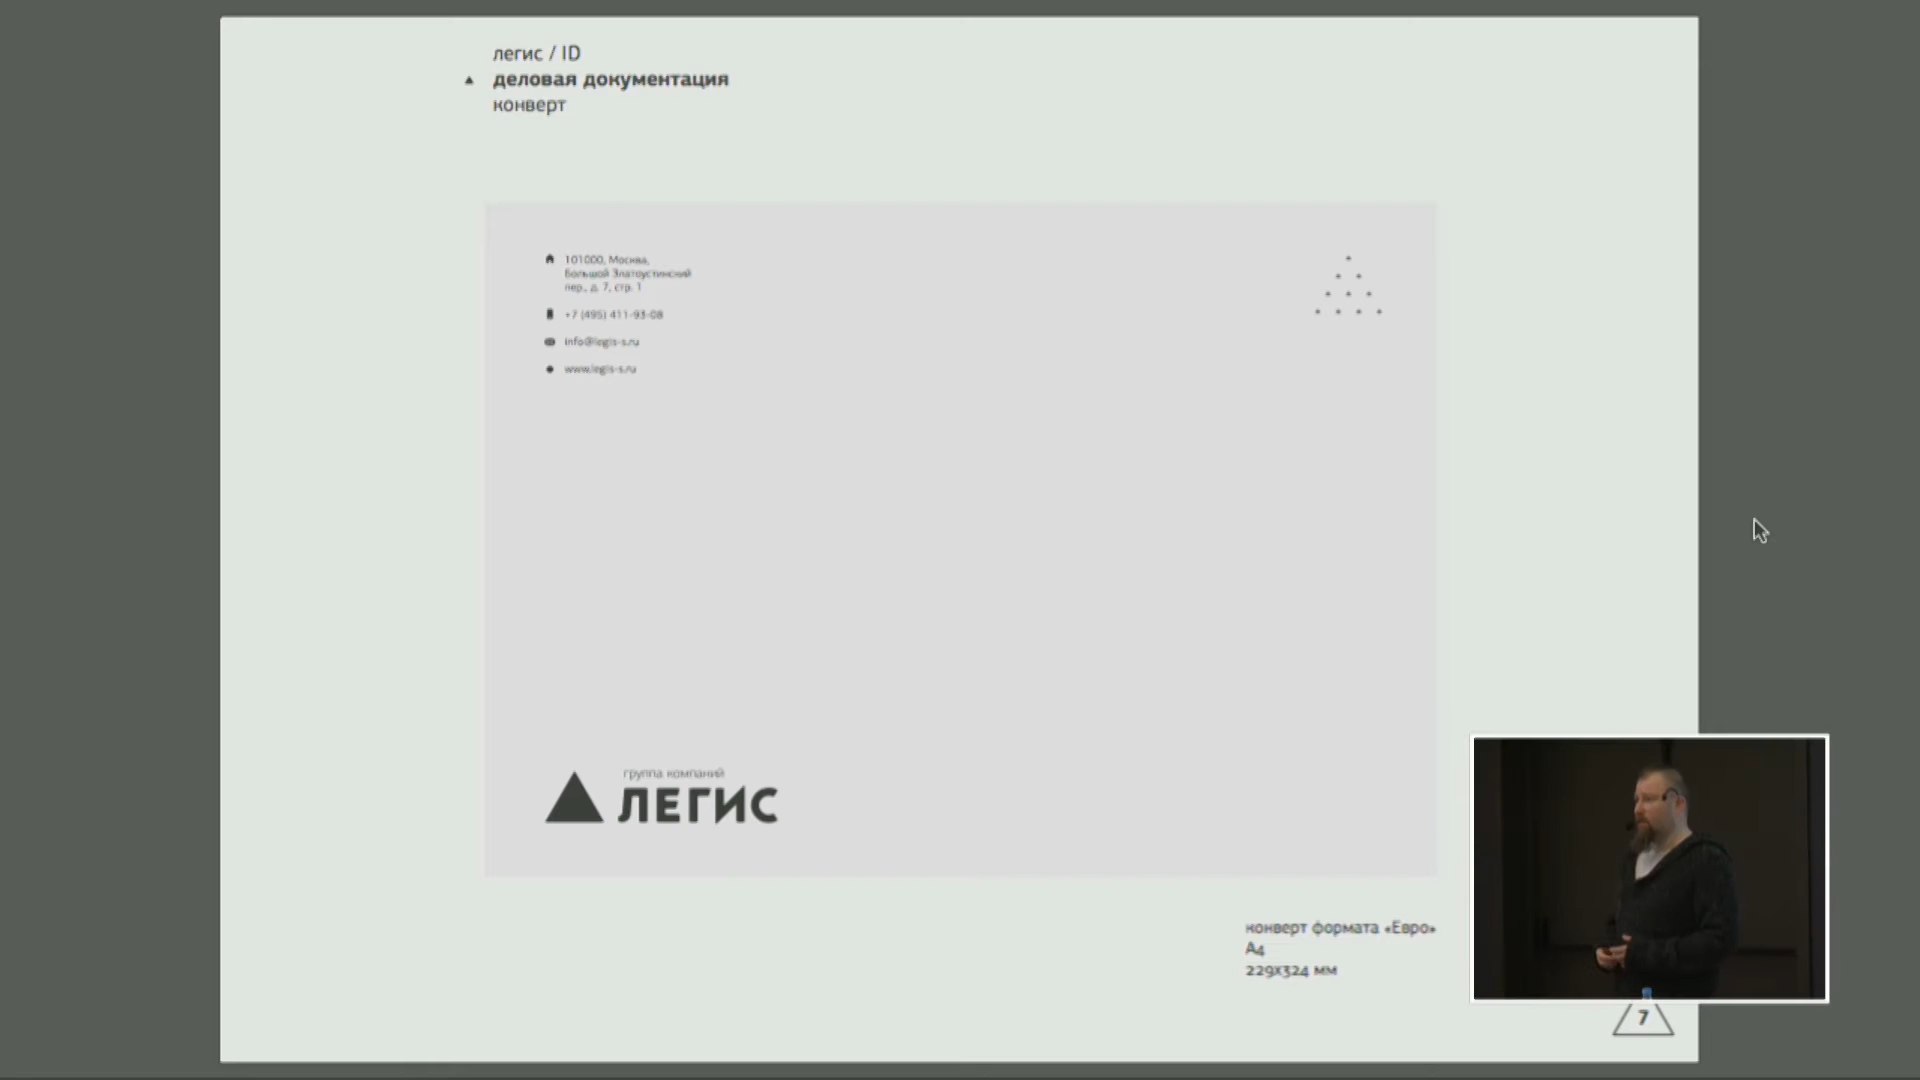 легис / ID
▲ деловая документация
конверт
101000, Москва,
Большой Златоустинский
пер., д. 7, стр. 1
+7 (495) 411-93-08
info@legis-s.ru
www.legis-s.ru
группа компаний
ЛЕГИС
конверт формата «Евро»
A4
229x324 мм
7